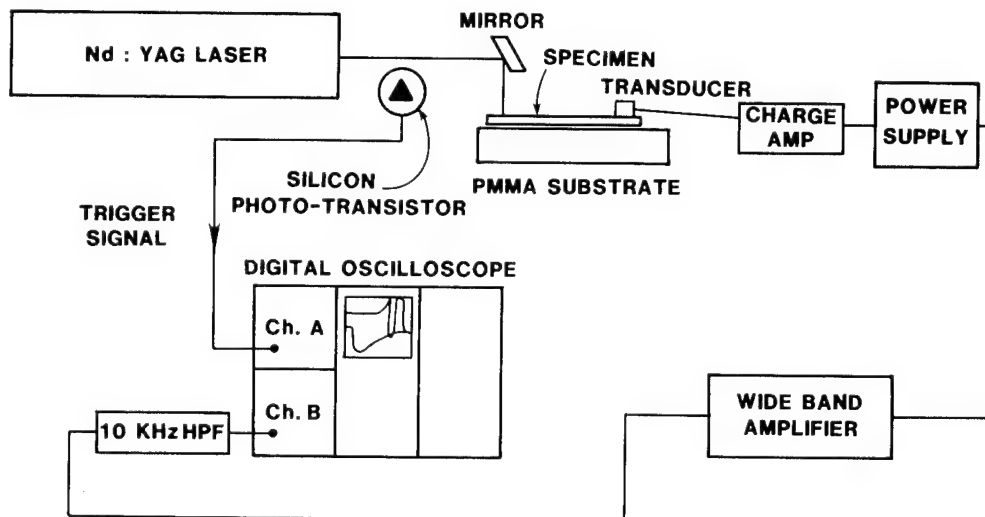 Nd : YAG LASER
MIRROR
SPECIMEN
TRANSDUCER
CHARGE
AMP
POWER
SUPPLY
PMMA SUBSTRATE
SILICON
PHOTO-TRANSISTOR
TRIGGER
SIGNAL
DIGITAL OSCILLOSCOPE
Ch. A
Ch. B
10 KHz HPF
WIDE BAND
AMPLIFIER